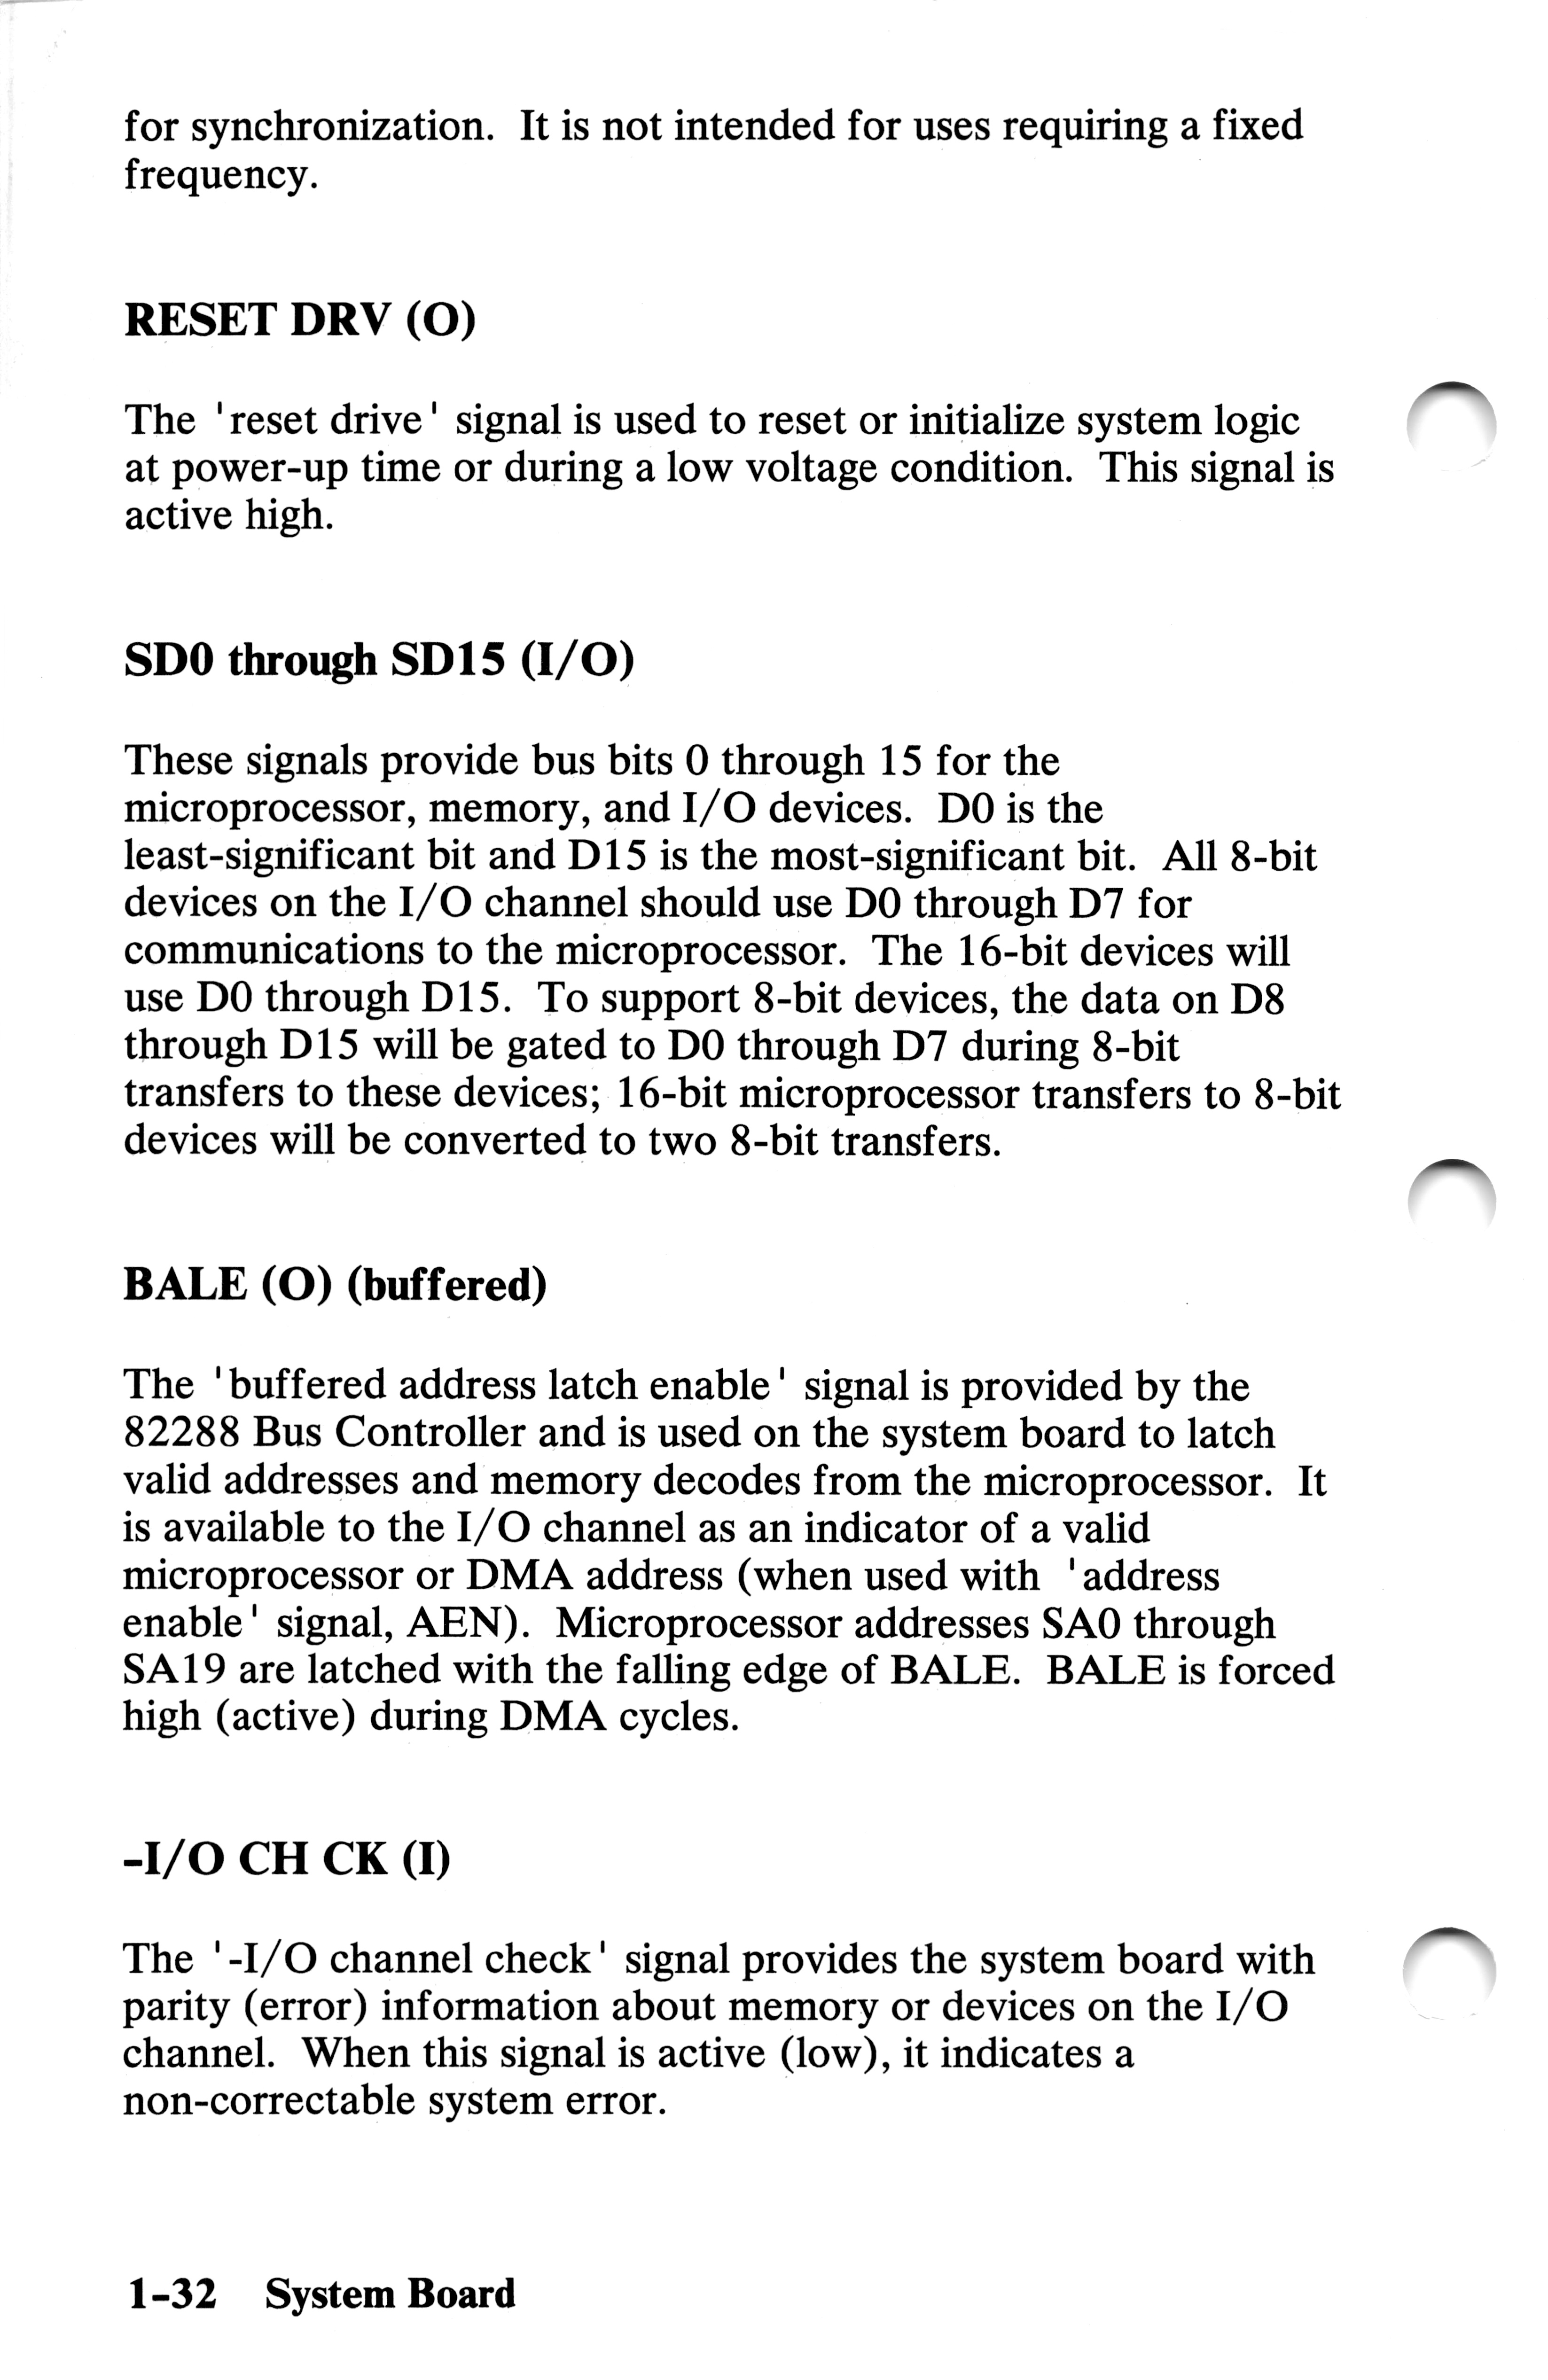 for synchronization.  It is not intended for uses requiring a fixed
frequency.
RESET DRV (O)
The 'reset drive' signal is used to reset or initialize system logic
at power-up time or during a low voltage condition.  This signal is
active high.
SD0 through SD15 (I/O)
These signals provide bus bits 0 through 15 for the
microprocessor, memory, and I/O devices.  D0 is the
least-significant bit and D15 is the most-significant bit.  All 8-bit
devices on the I/O channel should use D0 through D7 for
communications to the microprocessor.  The 16-bit devices will
use D0 through D15.  To support 8-bit devices, the data on D8
through D15 will be gated to D0 through D7 during 8-bit
transfers to these devices; 16-bit microprocessor transfers to 8-bit
devices will be converted to two 8-bit transfers.
BALE (O) (buffered)
The 'buffered address latch enable' signal is provided by the
82288 Bus Controller and is used on the system board to latch
valid addresses and memory decodes from the microprocessor.  It
is available to the I/O channel as an indicator of a valid
microprocessor or DMA address (when used with 'address
enable' signal, AEN).  Microprocessor addresses SA0 through
SA19 are latched with the falling edge of BALE.  BALE is forced
high (active) during DMA cycles.
-I/O CH CK (I)
The '-I/O channel check' signal provides the system board with
parity (error) information about memory or devices on the I/O
channel.  When this signal is active (low), it indicates a
non-correctable system error.
1-32 System Board